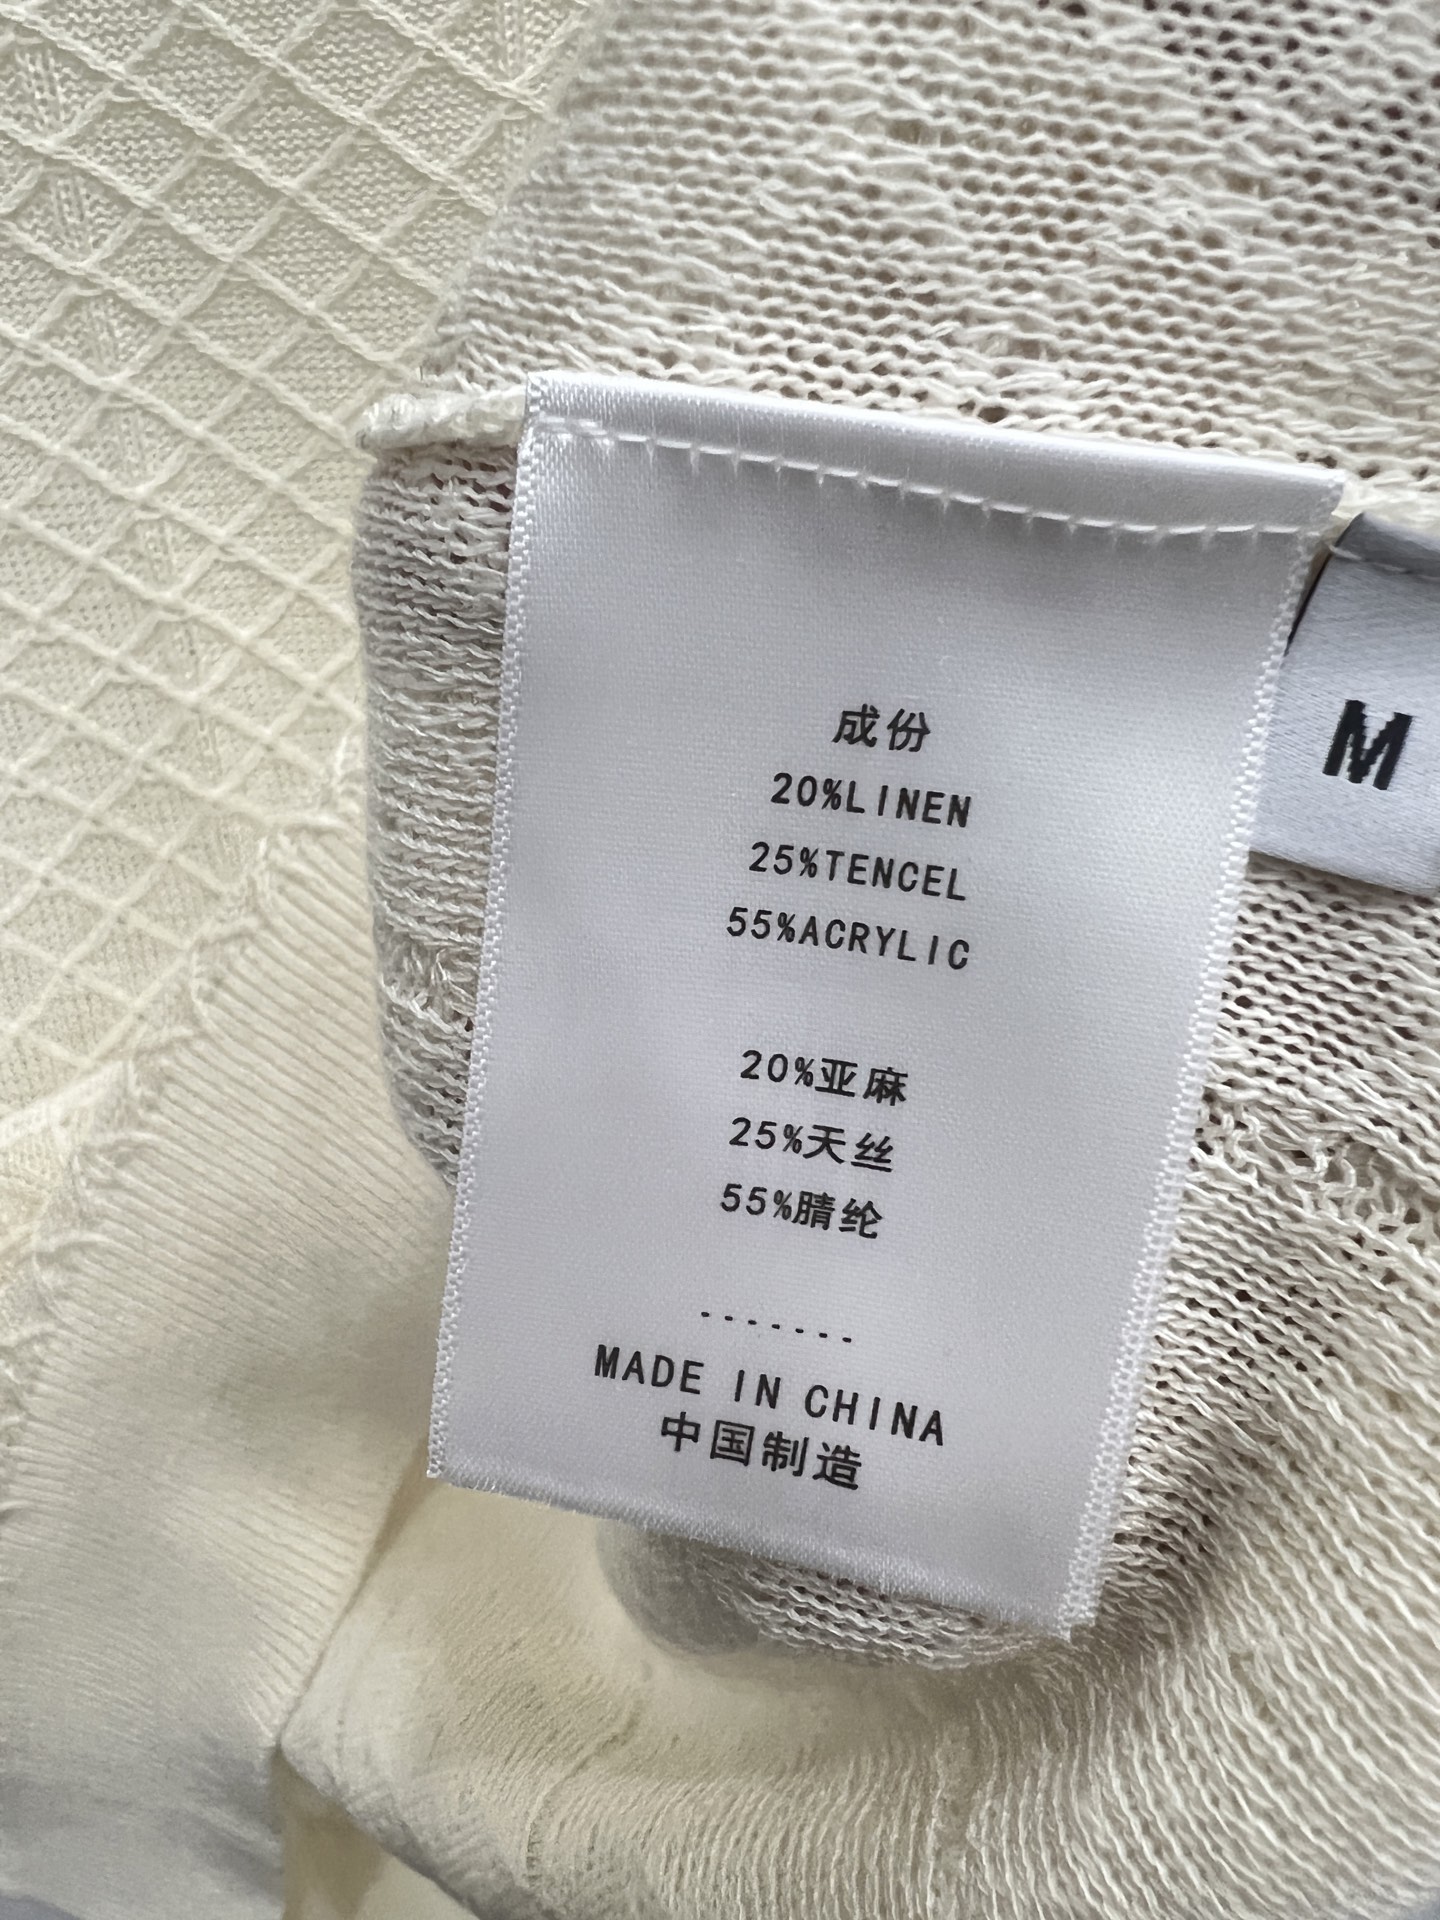 成份
20%LINEN
25%TENCEL
55%ACRYLIC
20%亚麻
25%天丝
55%腈纶
-------
MADE IN CHINA
中国制造
M